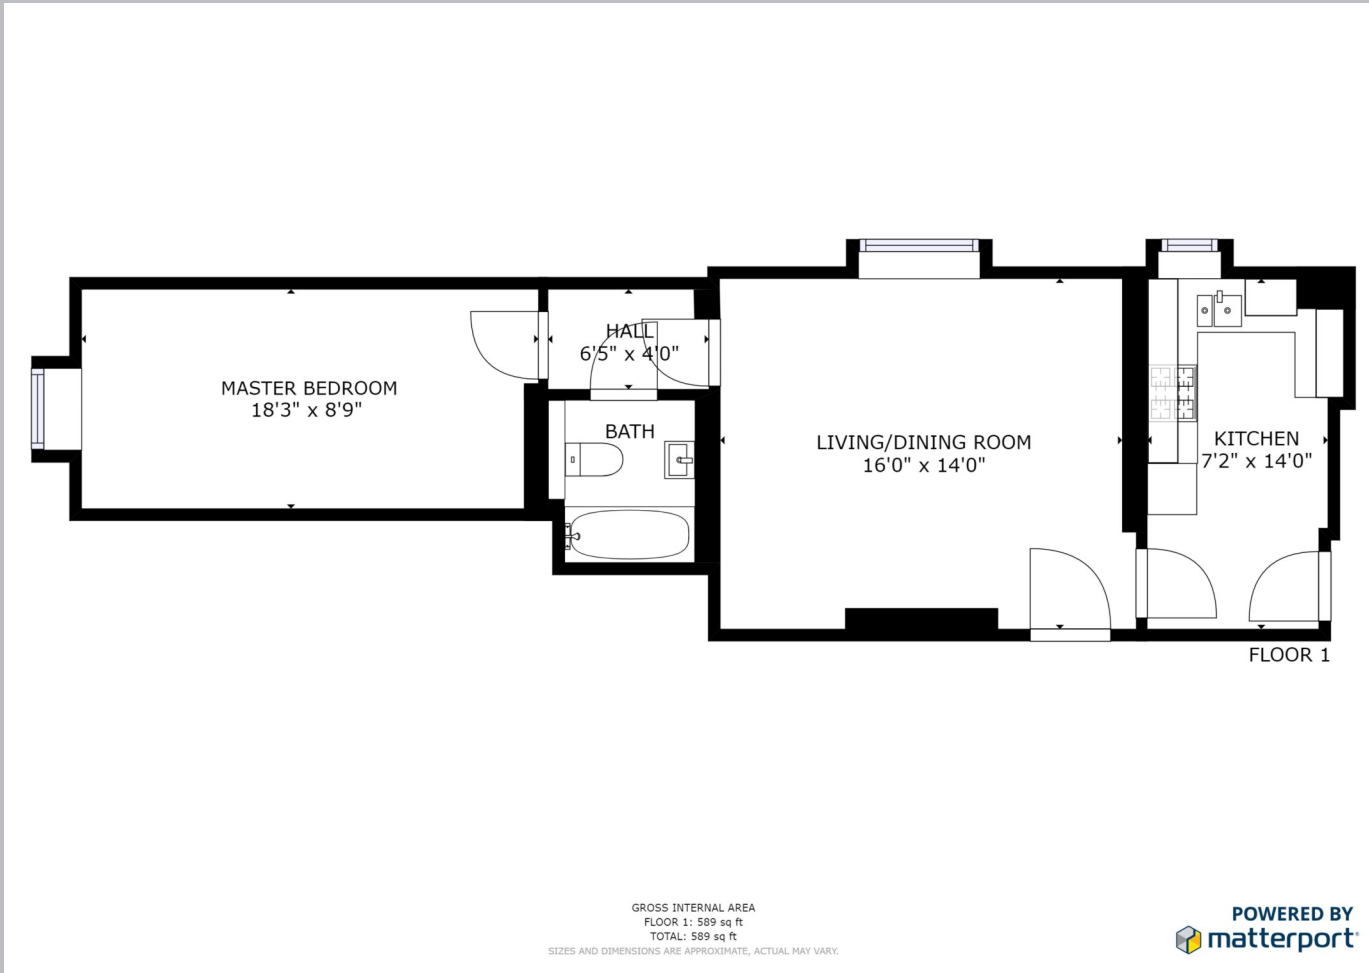 HALL
6'5" x 4'0"
MASTER BEDROOM
18'3" x 8'9"
BATH
LIVING/DINING ROOM
16'0" x 14'0"
KITCHEN
7'2" x 14'0"
FLOOR 1
GROSS INTERNAL AREA
FLOOR 1: 589 sq ft
TOTAL: 589 sq ft
SIZES AND DIMENSIONS ARE APPROXIMATE, ACTUAL MAY VARY.
POWERED BY
matterport